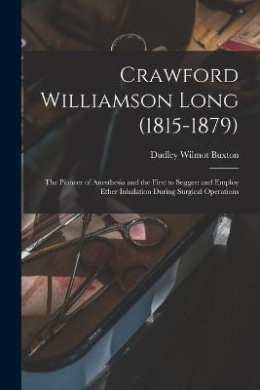 Crawford
Williamson Long
(1815-1879)
Dudley Wilmot Buxton
The Pioneer of Anesthesia and the First to Suggest and Employ
Ether Inhalation During Surgical Operations